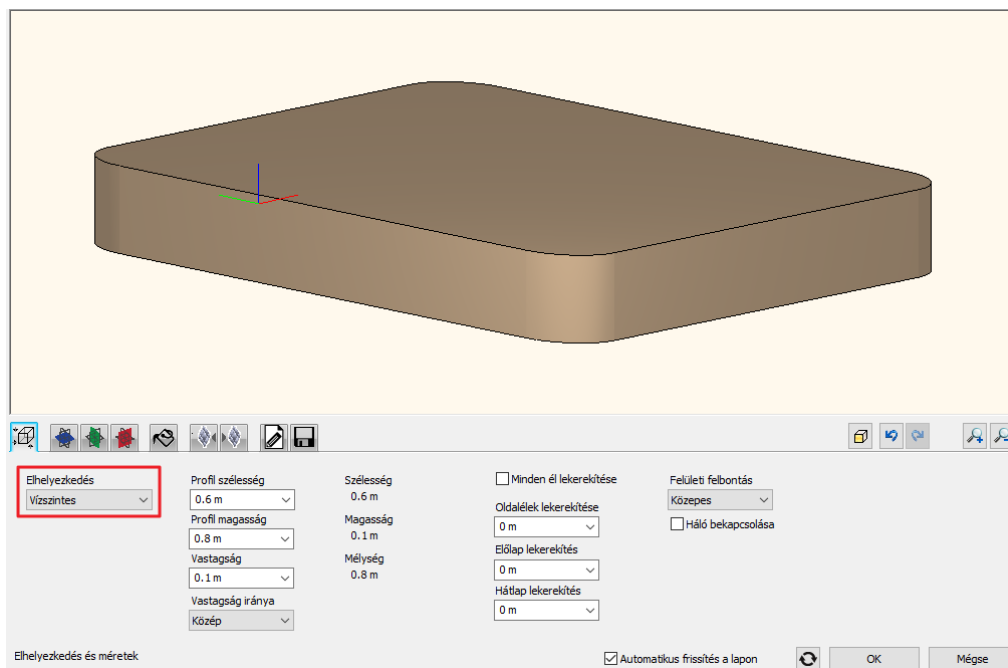 Elhelyezkedés
Vízszintes
Profil szélesség
0.6 m
Profil magasság
0.8 m
Vastagság
0.1 m
Vastagság iránya
Közép
Szélesség
0.6 m
Magasság
0.1 m
Mélység
0.8 m
Minden él lekerekítése
Oldalélek lekerekítése
0 m
Előlap lekerekítés
0 m
Hátlap lekerekítés
0 m
Felületi felbontás
Közepes
Háló bekapcsolása
Elhelyezkedés és méretek
Automatikus frissítés a lapon
OK
Mégse